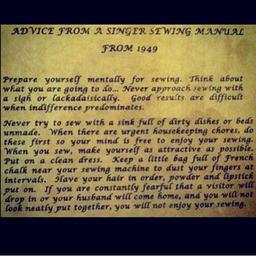 ADVICE FROM A SINGER SEWING MANUAL
FROM 1949
Prepare yourself mentally for sewing. Think about
what you are going to do... Never approach sewing with
a sigh or lackadaisically. Good results are difficult
when indifference predominates.
Never try to sew with a sink full of dirty dishes or beds
unmade. When there are urgent housekeeping chores, do
these first so your mind is free to enjoy your sewing.
When you sew, make yourself as attractive as possible.
Put on a clean dress. Keep a little bag full of French
chalk near your sewing machine to dust your fingers at
intervals. Have your hair in order, powder and lipstick
put on. If you are constantly fearful that a visitor will
drop in or your husband will come home, and you will not
look neatly put together, you will not enjoy your sewing.